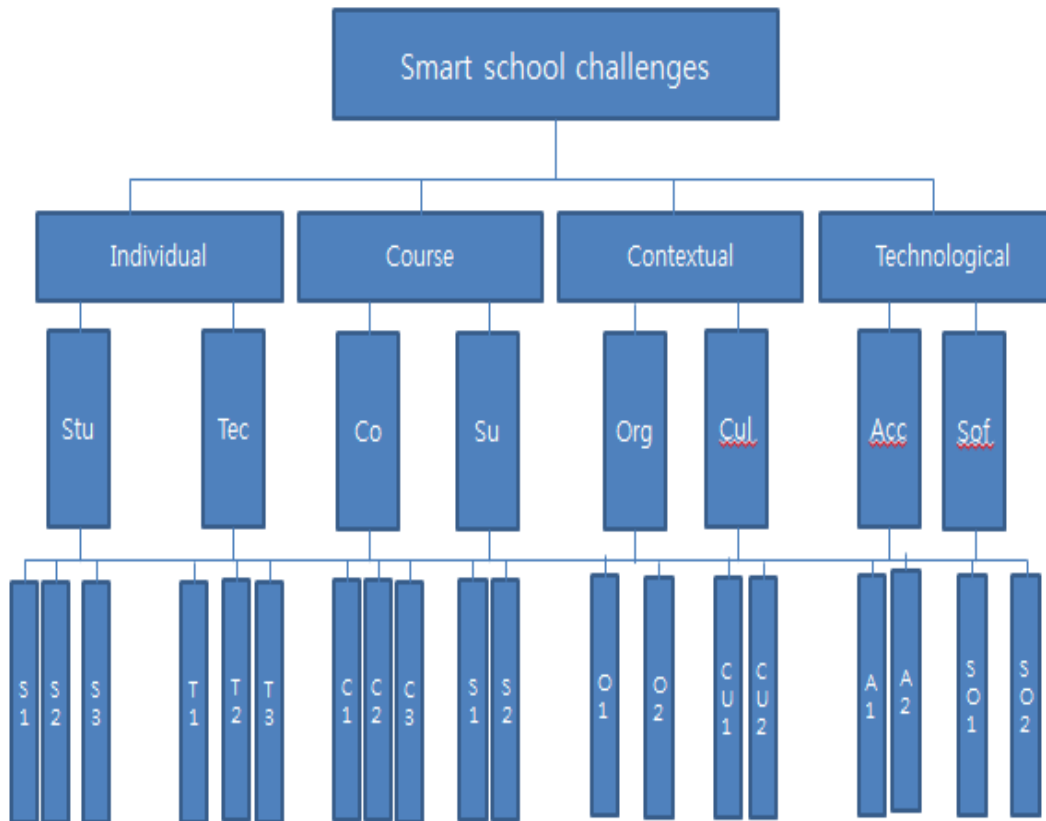 Smart school challenges
Individual
Course
Contextual
Technological
Stu
Tec
Co
Su
Org
Cul
Acc
Sof
S1
S2
S3
T1
T2
T3
C1
C2
C3
S1
S2
O1
O2
CU1
CU2
A1
A2
SO1
SO2